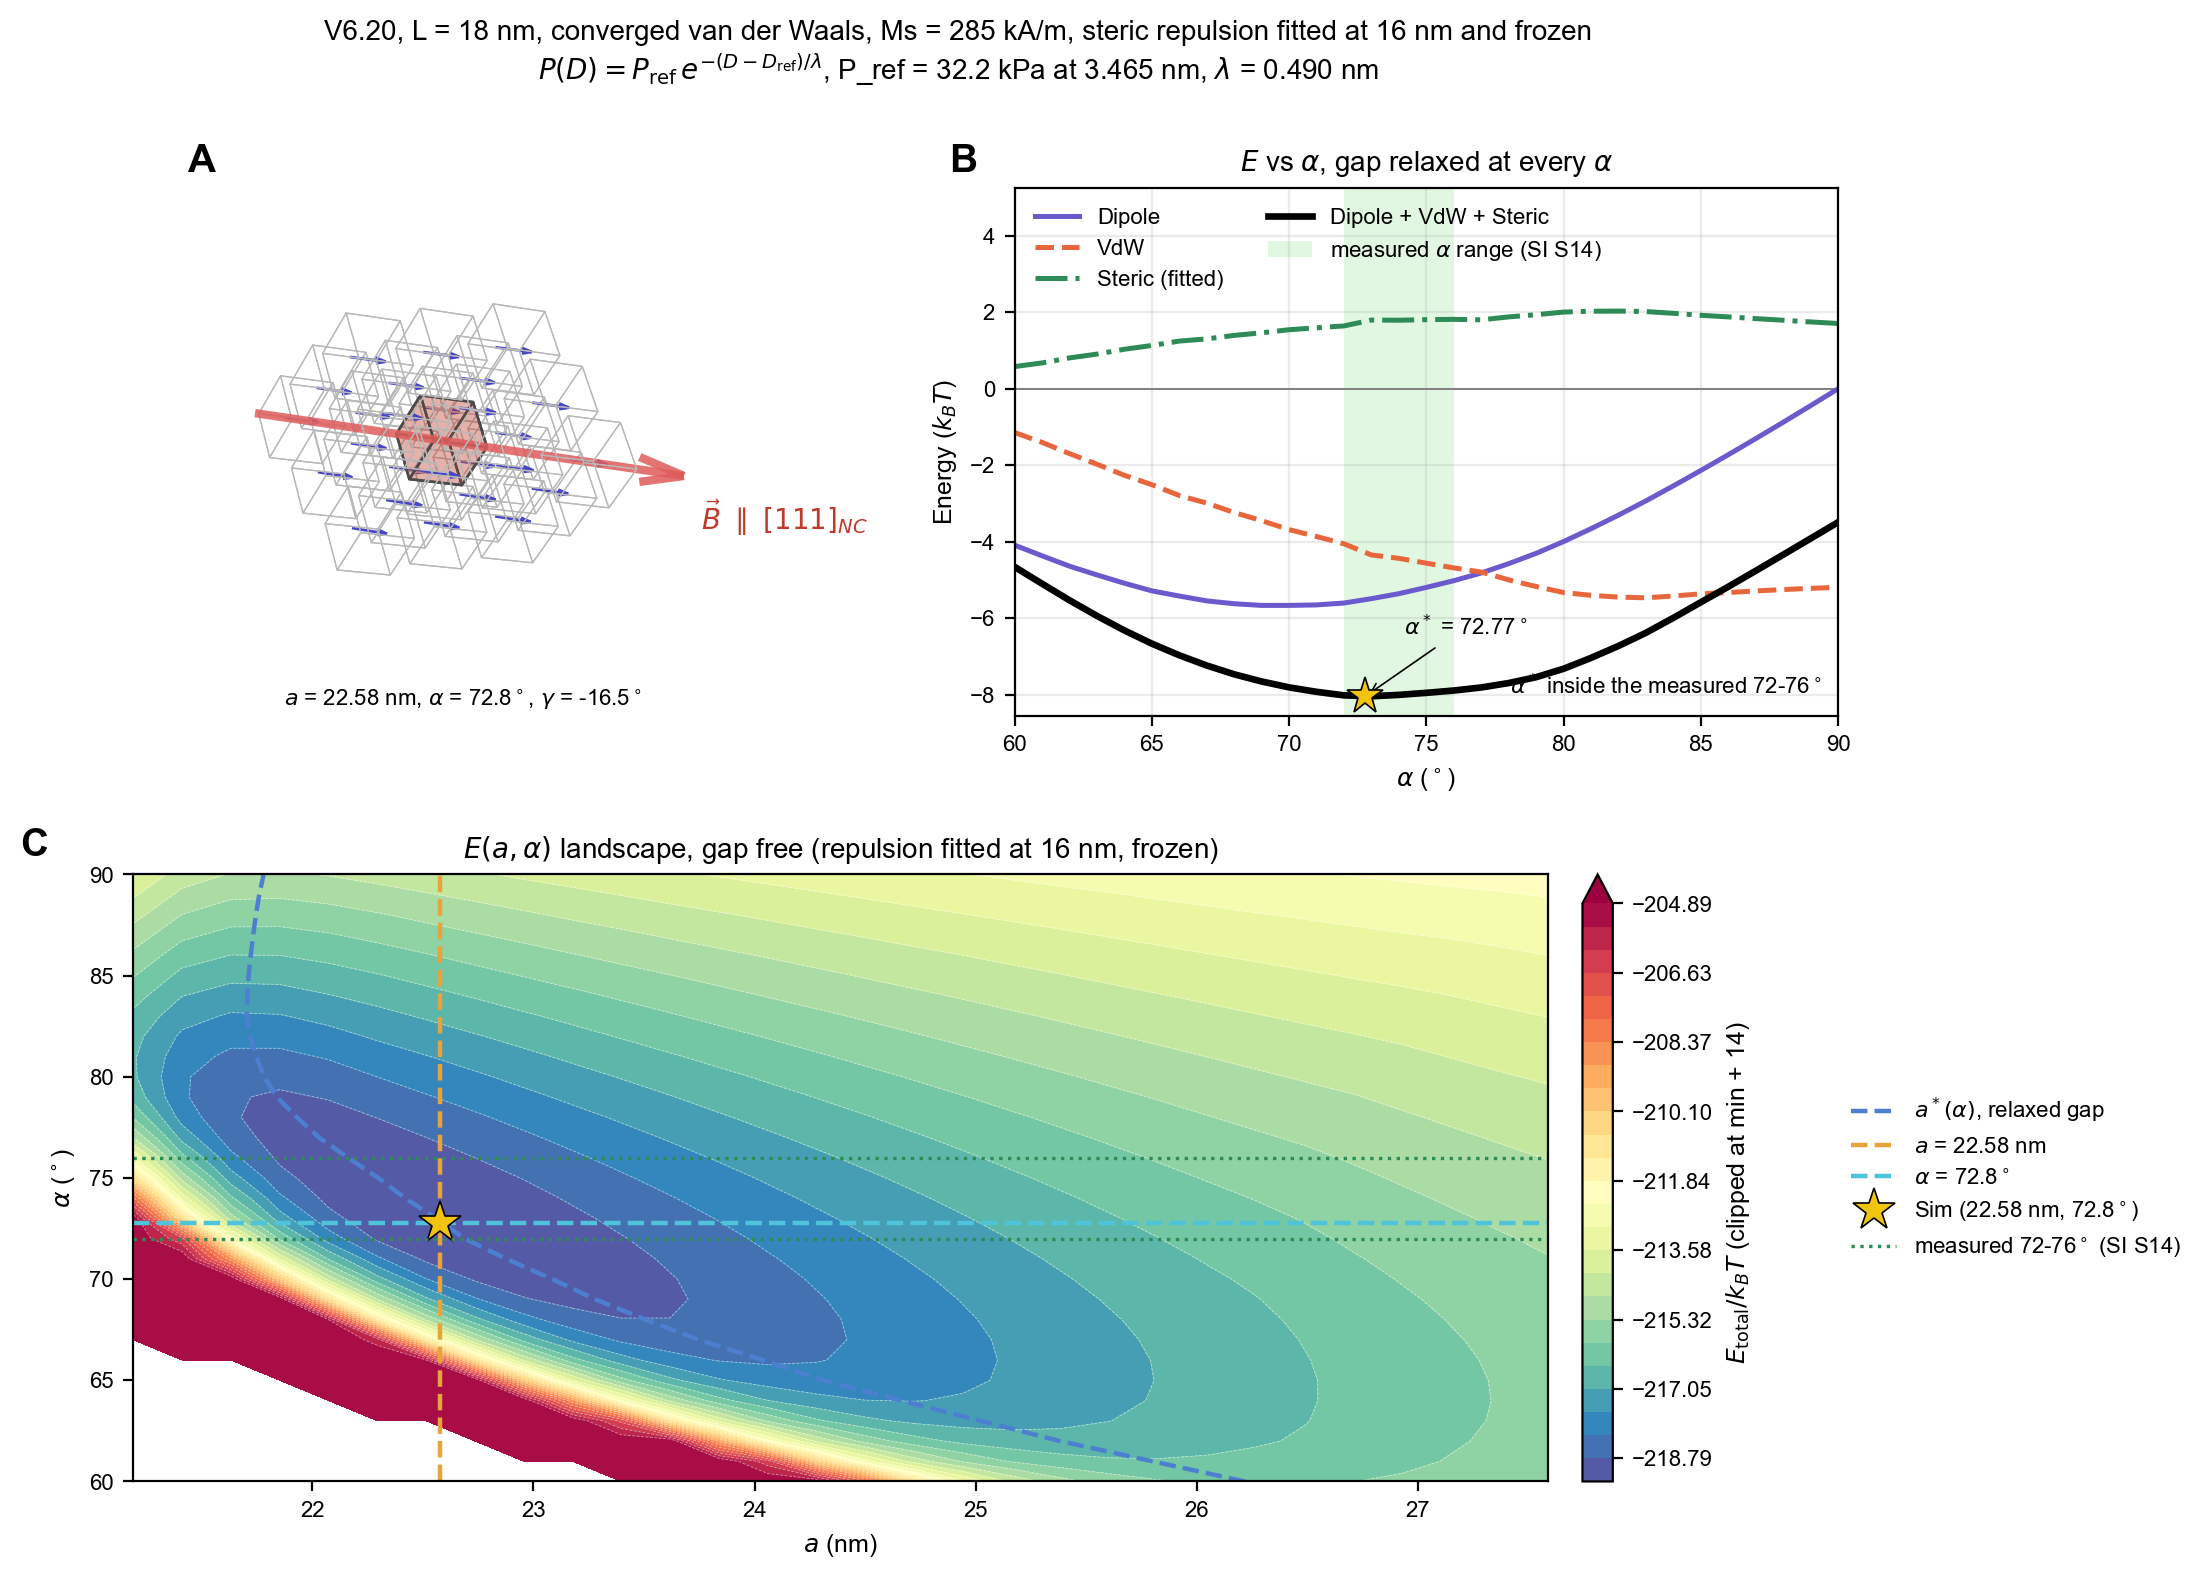 V6.20, L = 18 nm, converged van der Waals, Ms = 285 kA/m, steric repulsion fitted at 16 nm and frozen
P(D) = P_ref e^{−(D−D_ref)/λ}, P_ref = 32.2 kPa at 3.465 nm, λ = 0.490 nm
A
B⃗ ∥ [111]_NC
a = 22.58 nm, α = 72.8°, γ = -16.5°
B
E vs α, gap relaxed at every α
Dipole
VdW
Steric (fitted)
Dipole + VdW + Steric
measured α range (SI S14)
Energy (k_BT)
4
2
0
−2
−4
−6
−8
α* = 72.77°
α* inside the measured 72-76°
60
65
70
75
80
85
90
α (°)
C
E(a, α) landscape, gap free (repulsion fitted at 16 nm, frozen)
α (°)
90
85
80
75
70
65
60
22
23
24
25
26
27
a (nm)
−204.89
−206.63
−208.37
−210.10
−211.84
−213.58
−215.32
−217.05
−218.79
E_total/k_BT (clipped at min + 14)
a*(α), relaxed gap
a = 22.58 nm
α = 72.8°
Sim (22.58 nm, 72.8°)
measured 72-76° (SI S14)